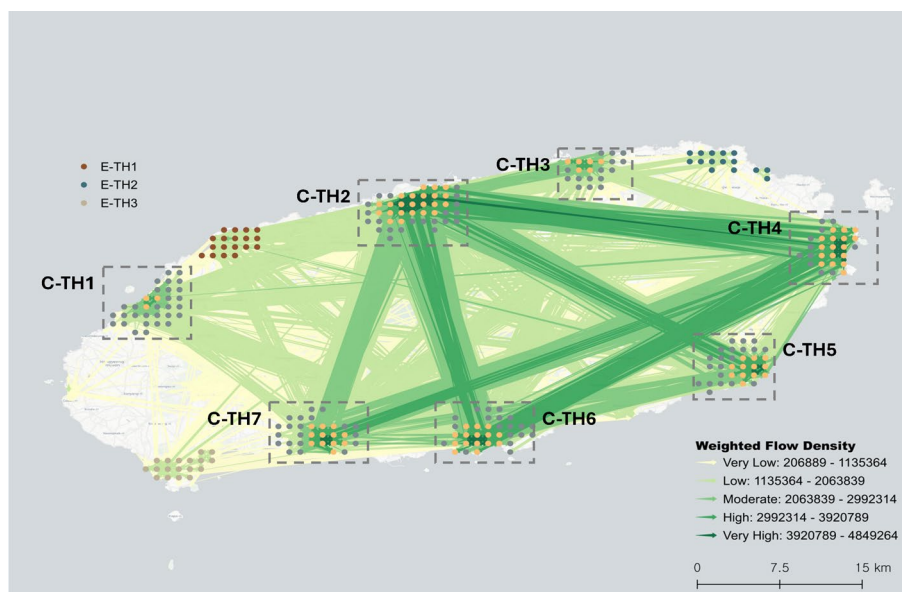 C-TH3
E-TH1
E-TH2
E-TH3
C-TH2
C-TH4
C-TH1
C-TH5
C-TH7
C-TH6
Weighted Flow Density
Very Low: 206889 - 1135364
Low: 1135364 - 2063839
Moderate: 2063839 - 2992314
High: 2992314 - 3920789
Very High: 3920789 - 4849264
0 7.5 15 km